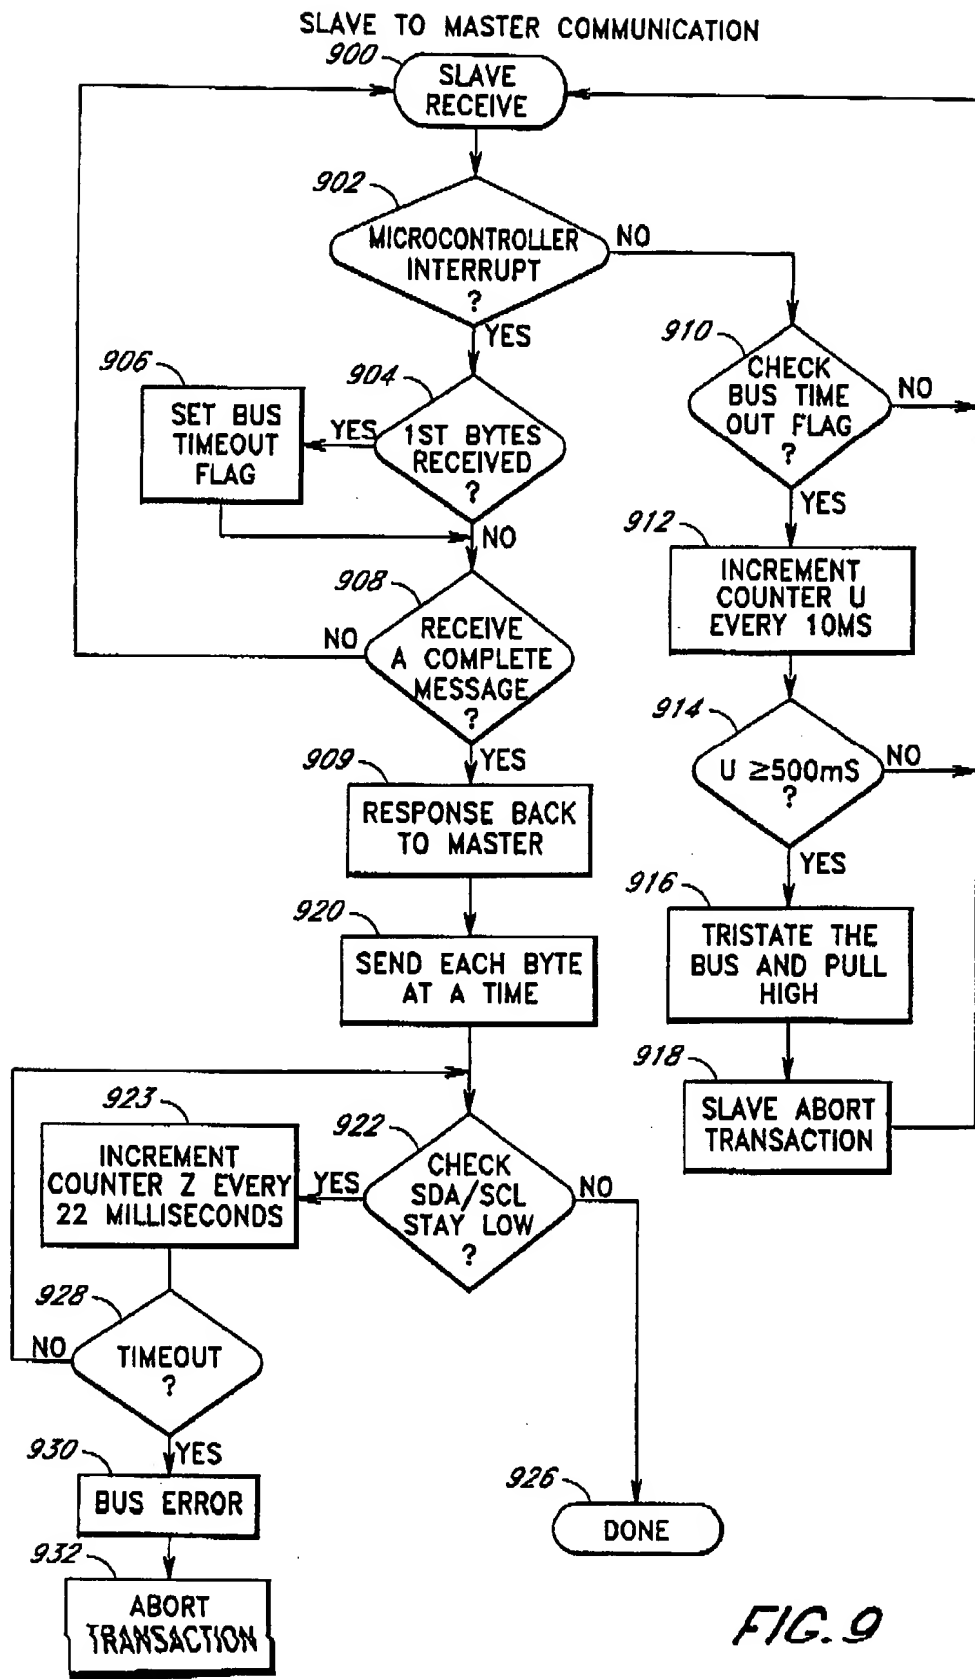 SLAVE TO MASTER COMMUNICATION
900
SLAVE
RECEIVE
902
MICROCONTROLLER
INTERRUPT
?
NO
YES
906
SET BUS
TIMEOUT
FLAG
904
YES
1ST BYTES
RECEIVED
?
NO
910
CHECK
BUS TIME
OUT FLAG
?
NO
YES
908
NO
RECEIVE
A COMPLETE
MESSAGE
?
YES
912
INCREMENT
COUNTER U
EVERY 10MS
914
U ≥500mS
?
NO
YES
909
RESPONSE BACK
TO MASTER
916
TRISTATE THE
BUS AND PULL
HIGH
920
SEND EACH BYTE
AT A TIME
918
SLAVE ABORT
TRANSACTION
923
INCREMENT
COUNTER Z EVERY
22 MILLISECONDS
922
YES
CHECK
SDA/SCL
STAY LOW
?
NO
928
NO
TIMEOUT
?
YES
930
BUS ERROR
926
DONE
932
ABORT
TRANSACTION
FIG. 9